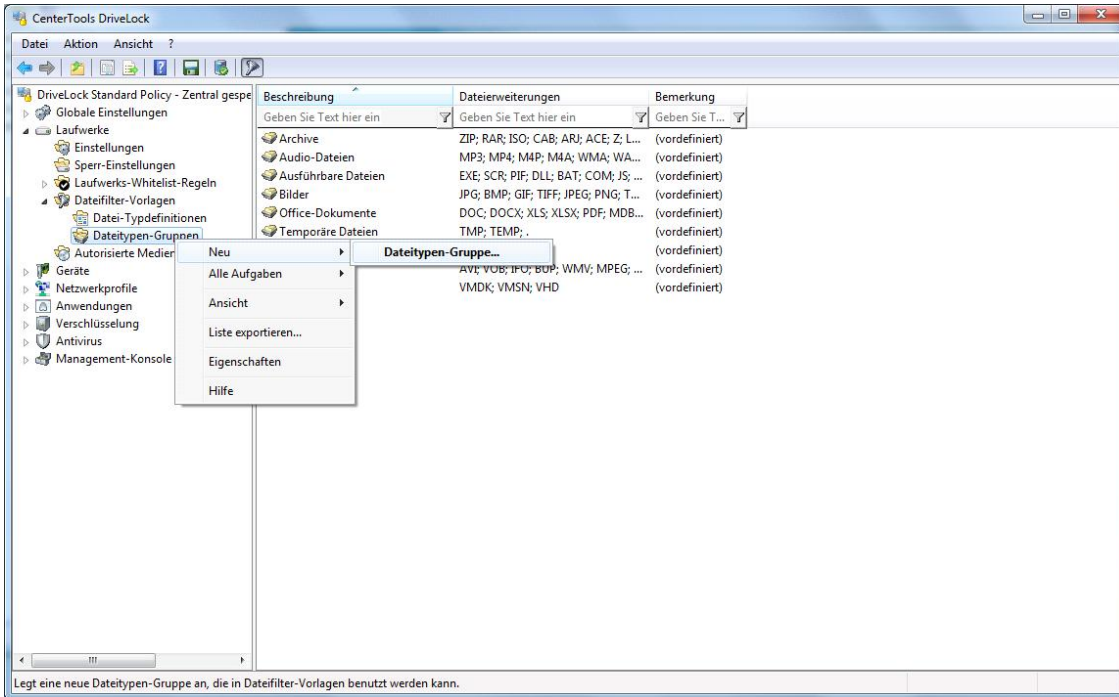 CenterTools DriveLock
Datei Aktion Ansicht ?
DriveLock Standard Policy - Zentral gespe
Globale Einstellungen
Laufwerke
Einstellungen
Sperr-Einstellungen
Laufwerks-Whitelist-Regeln
Dateifilter-Vorlagen
Datei-Typdefinitionen
Dateitypen-Gruppen
Autorisierte Medien
Geräte
Netzwerkprofile
Anwendungen
Verschlüsselung
Antivirus
Management-Konsole
Beschreibung Dateierweiterungen Bemerkung
Geben Sie Text hier ein Geben Sie Text hier ein Geben Sie T...
Archive ZIP; RAR; ISO; CAB; ARJ; ACE; Z; L... (vordefiniert)
Audio-Dateien MP3; MP4; M4P; M4A; WMA; WA... (vordefiniert)
Ausführbare Dateien EXE; SCR; PIF; DLL; BAT; COM; JS; ... (vordefiniert)
Bilder JPG; BMP; GIF; TIFF; JPEG; PNG; T... (vordefiniert)
Office-Dokumente DOC; DOCX; XLS; XLSX; PDF; MDB... (vordefiniert)
Temporäre Dateien TMP; TEMP; . (vordefiniert)
(vordefiniert)
AVI; VOB; IFO; BUP; WMV; MPEG; ... (vordefiniert)
VMDK; VMSN; VHD (vordefiniert)
Neu
Alle Aufgaben
Ansicht
Liste exportieren...
Eigenschaften
Hilfe
Dateitypen-Gruppe...
Legt eine neue Dateitypen-Gruppe an, die in Dateifilter-Vorlagen benutzt werden kann.